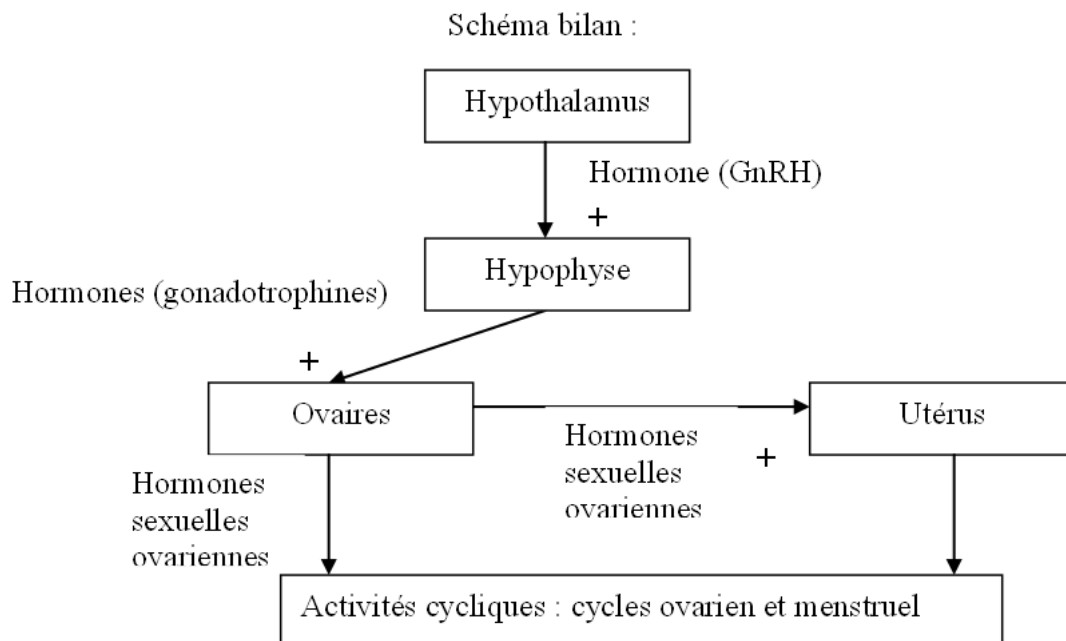 Schéma bilan :
Hypothalamus
Hormone (GnRH)
+
Hypophyse
Hormones (gonadotrophines)
+
Ovaires
Utérus
Hormones
sexuelles
ovariennes
+
Hormones
sexuelles
ovariennes
Activités cycliques : cycles ovarien et menstruel